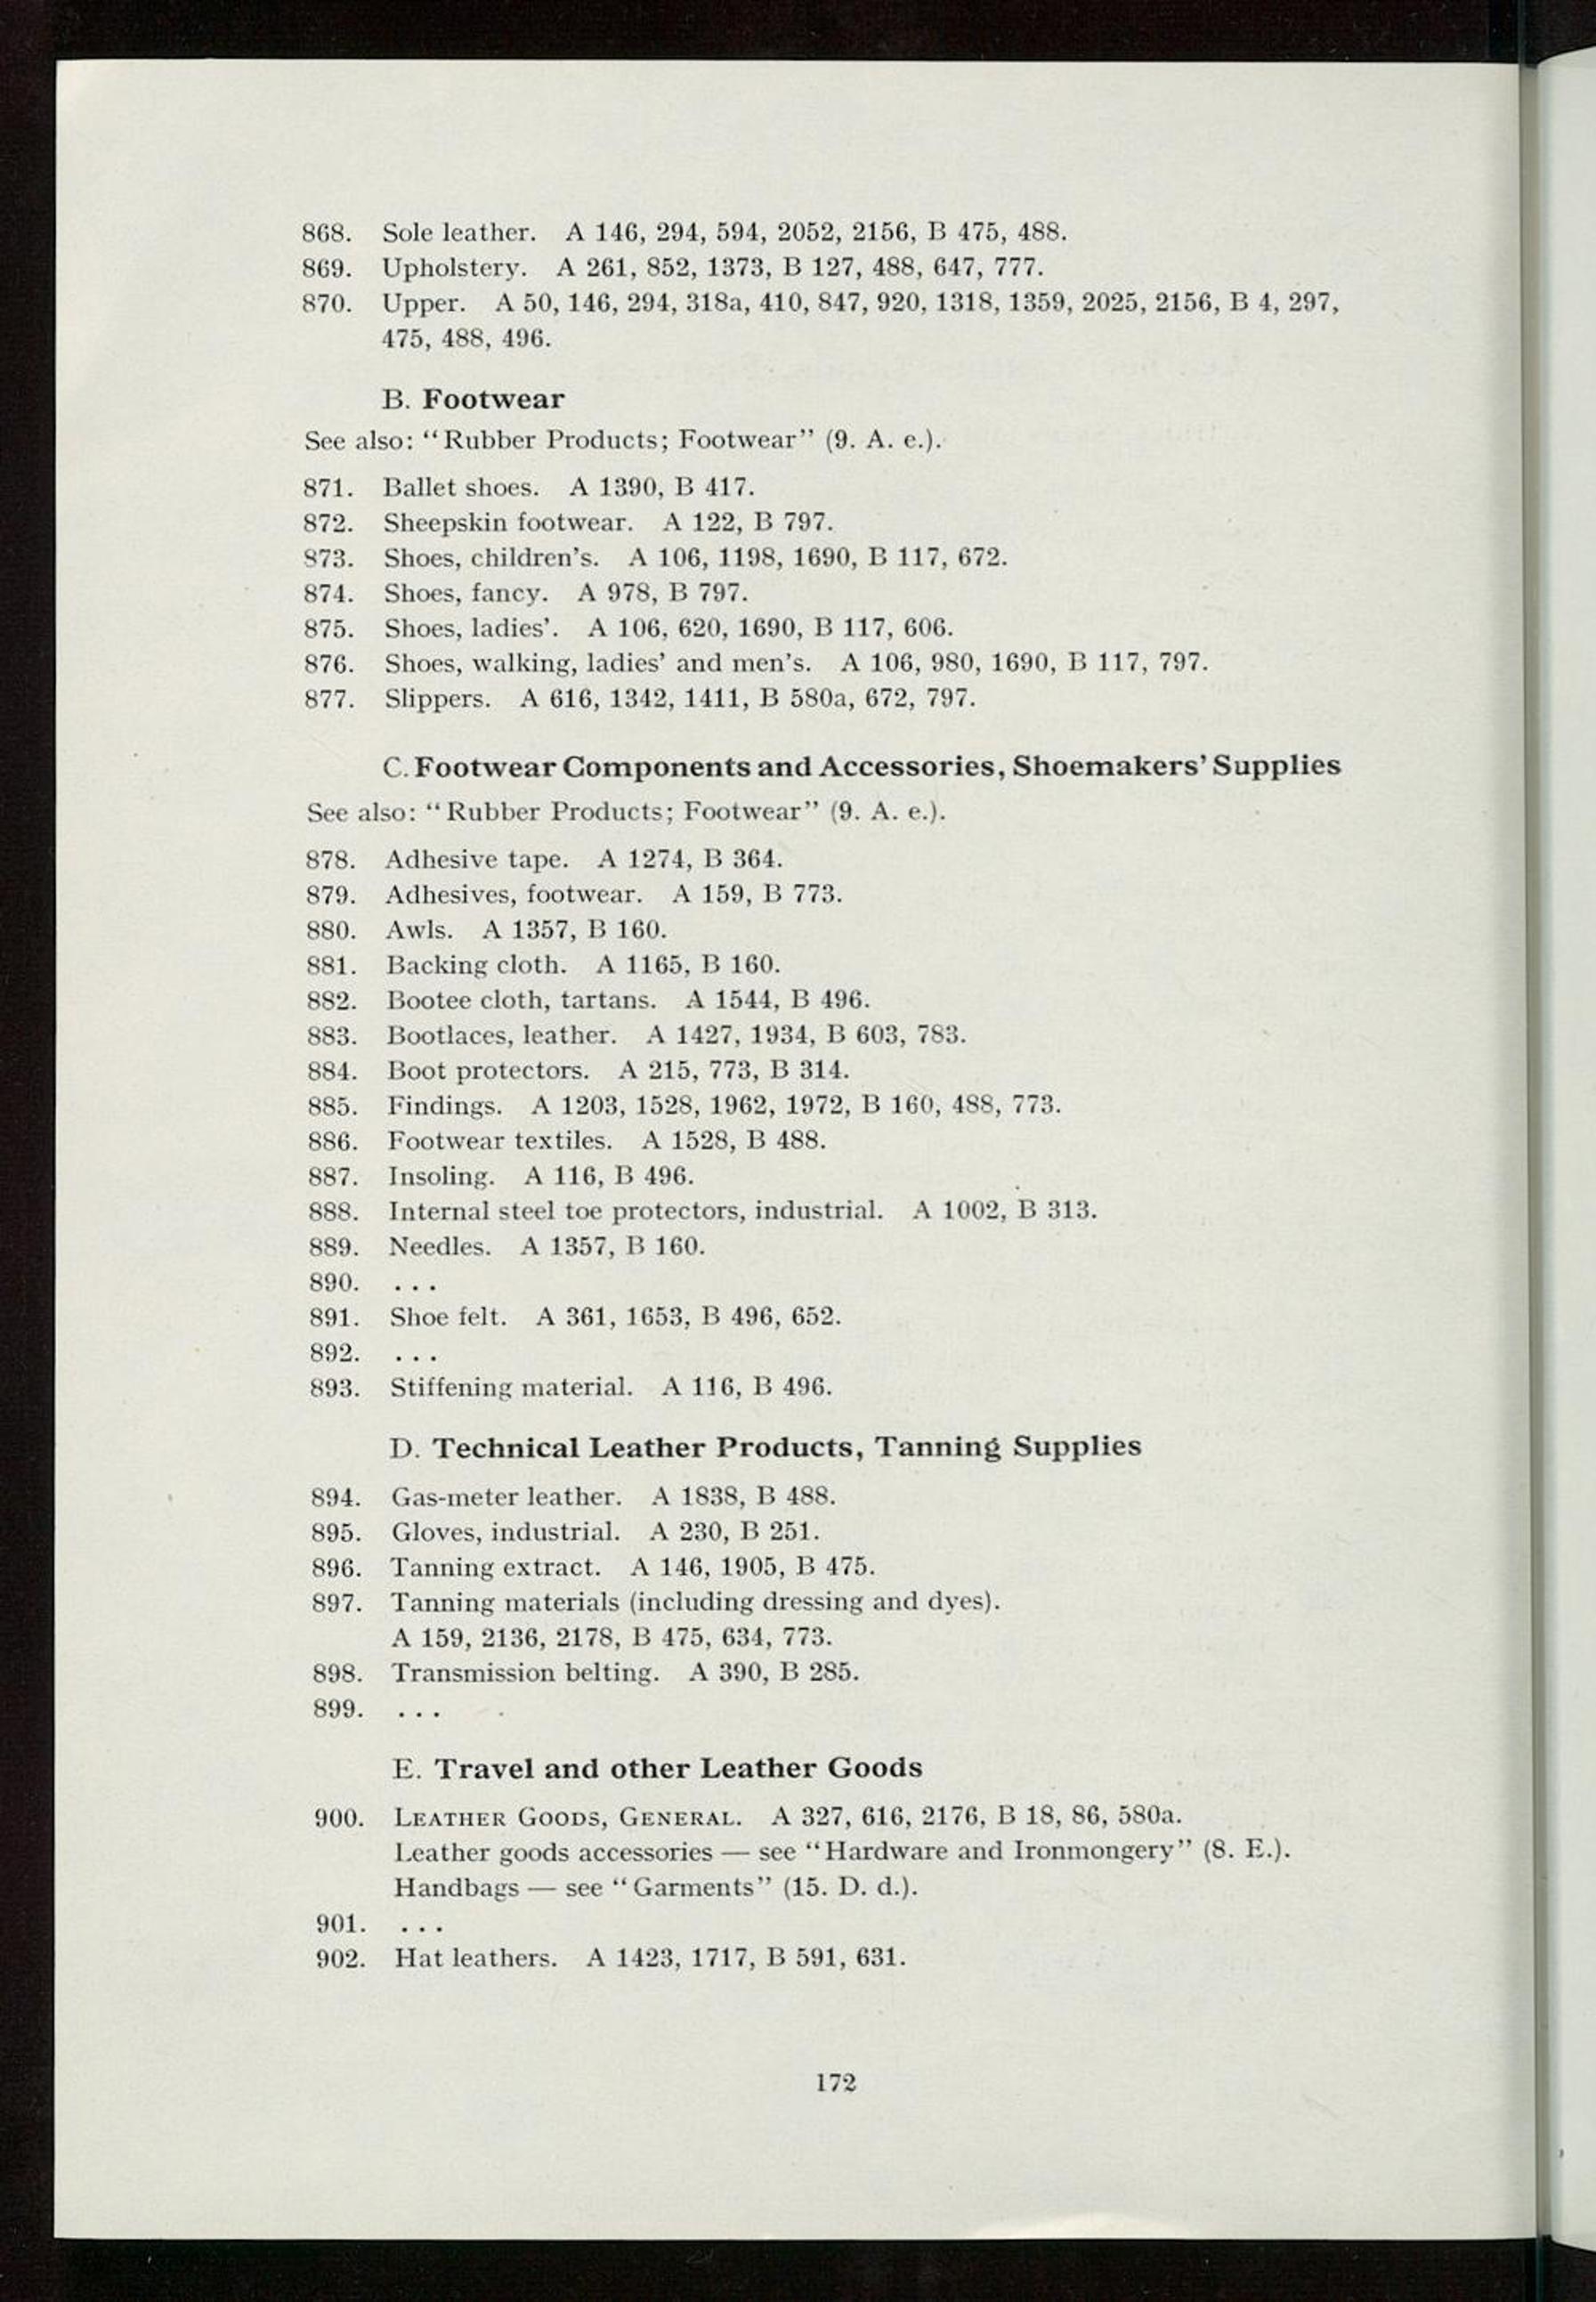 868. Sole leather. A 146, 294, 594, 2052, 2156, B 475, 488.
869. Upholstery. A 261, 852, 1373, B 127, 488, 647, 777.
870. Upper. A 50, 146, 294, 318a, 410, 847, 920, 1318, 1359, 2025, 2156, B 4, 297,
475, 488, 496.
B. Footwear
See also: “Rubber Products; Footwear” (9. A. e.).
871. Ballet shoes. A 1390, B 417.
872. Sheepskin footwear. A 122, B 797.
873. Shoes, children’s. A 106, 1198, 1690, B 117, 672.
874. Shoes, fancy. A 978, B 797.
875. Shoes, ladies’. A 106, 620, 1690, B 117, 606.
876. Shoes, walking, ladies’ and men’s. A 106, 980, 1690, B 117, 797.
877. Slippers. A 616, 1342, 1411, B 580a, 672, 797.
C. Footwear Components and Accessories, Shoemakers’ Supplies
See also: “Rubber Products; Footwear” (9. A. e.).
878. Adhesive tape. A 1274, B 364.
879. Adhesives, footwear. A 159, B 773.
880. Awls. A 1357, B 160.
881. Backing cloth. A 1165, B 160.
882. Bootee cloth, tartans. A 1544, B 496.
883. Bootlaces, leather. A 1427, 1934, B 603, 783.
884. Boot protectors. A 215, 773, B 314.
885. Findings. A 1203, 1528, 1962, 1972, B 160, 488, 773.
886. Footwear textiles. A 1528, B 488.
887. Insoling. A 116, B 496.
888. Internal steel toe protectors, industrial. A 1002, B 313.
889. Needles. A 1357, B 160.
890. ...
891. Shoe felt. A 361, 1653, B 496, 652.
892. ...
893. Stiffening material. A 116, B 496.
D. Technical Leather Products, Tanning Supplies
894. Gas-meter leather. A 1838, B 488.
895. Gloves, industrial. A 230, B 251.
896. Tanning extract. A 146, 1905, B 475.
897. Tanning materials (including dressing and dyes).
A 159, 2136, 2178, B 475, 634, 773.
898. Transmission belting. A 390, B 285.
899. ...
E. Travel and other Leather Goods
900. LEATHER GOODS, GENERAL. A 327, 616, 2176, B 18, 86, 580a.
Leather goods accessories — see “Hardware and Ironmongery” (8. E.).
Handbags — see “Garments” (15. D. d.).
901. ...
902. Hat leathers. A 1423, 1717, B 591, 631.
172